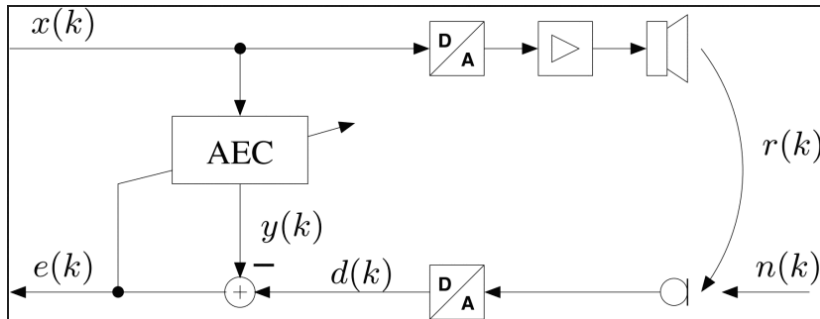 x(k)
D
A
AEC
r(k)
y(k)
−
e(k)
+
d(k)
D
A
n(k)